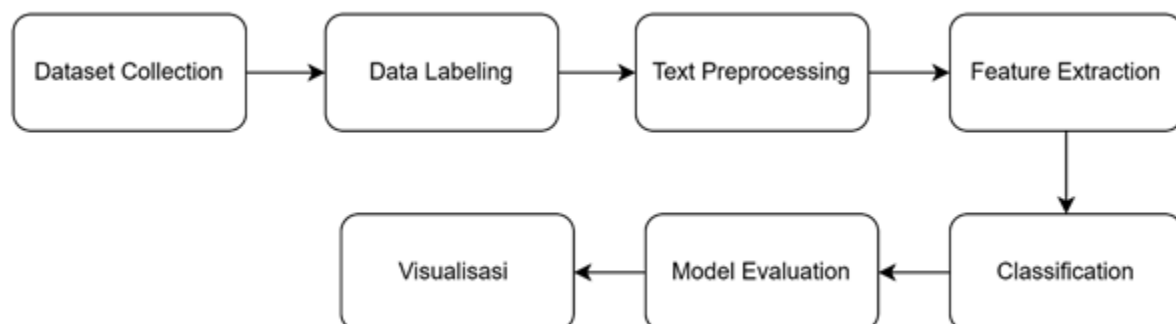 Dataset Collection
Data Labeling
Text Preprocessing
Feature Extraction
Classification
Model Evaluation
Visualisasi